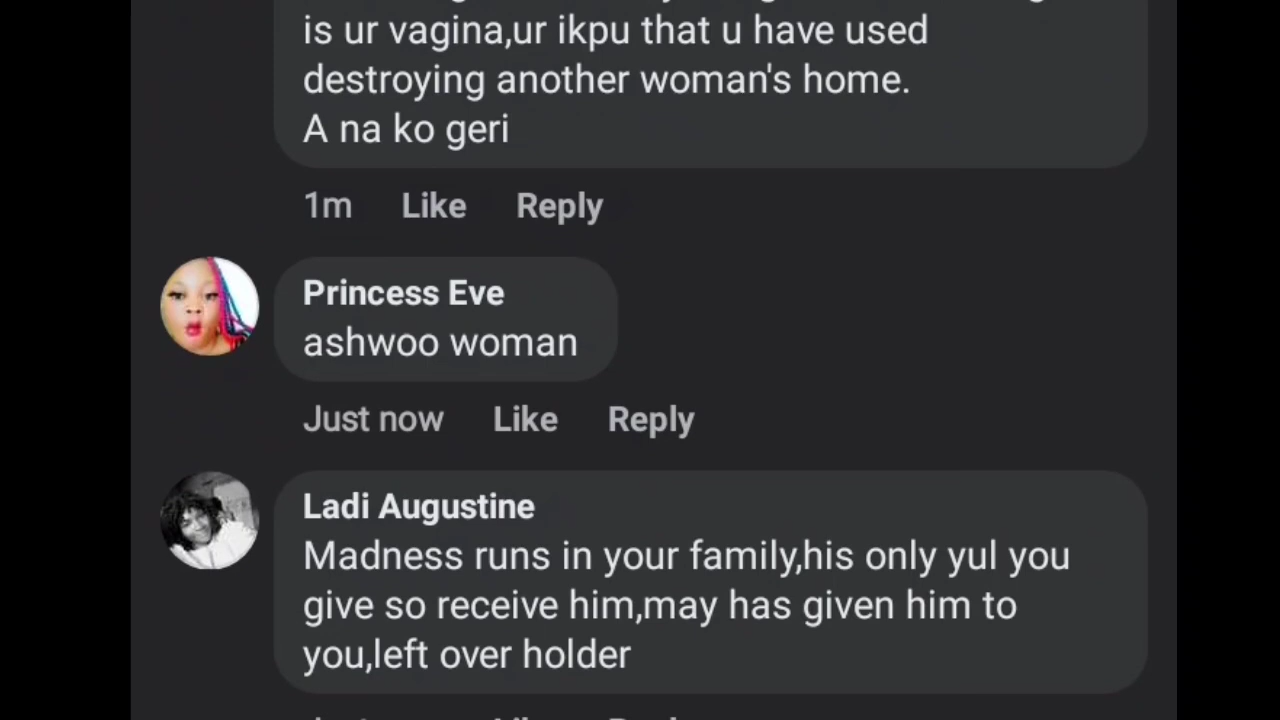 is ur vagina,ur ikpu that u have used
destroying another woman's home.
A na ko geri
1m Like Reply
Princess Eve
ashwoo woman
Just now Like Reply
Ladi Augustine
Madness runs in your family,his only yul you
give so receive him,may has given him to
you,left over holder